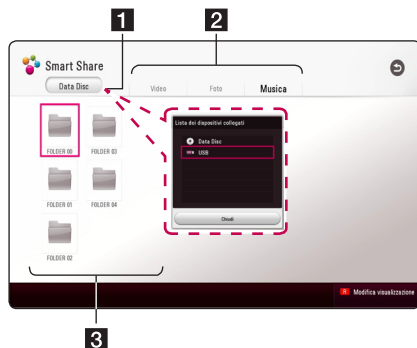 1
2
Smart Share
Data Disc
Video
Foto
Musica
Lista dei dispositivi collegati
Data Disc
USB
Chiudi
FOLDER 00
FOLDER 03
FOLDER 01
FOLDER 04
FOLDER 02
R Modifica visualizzazione
3